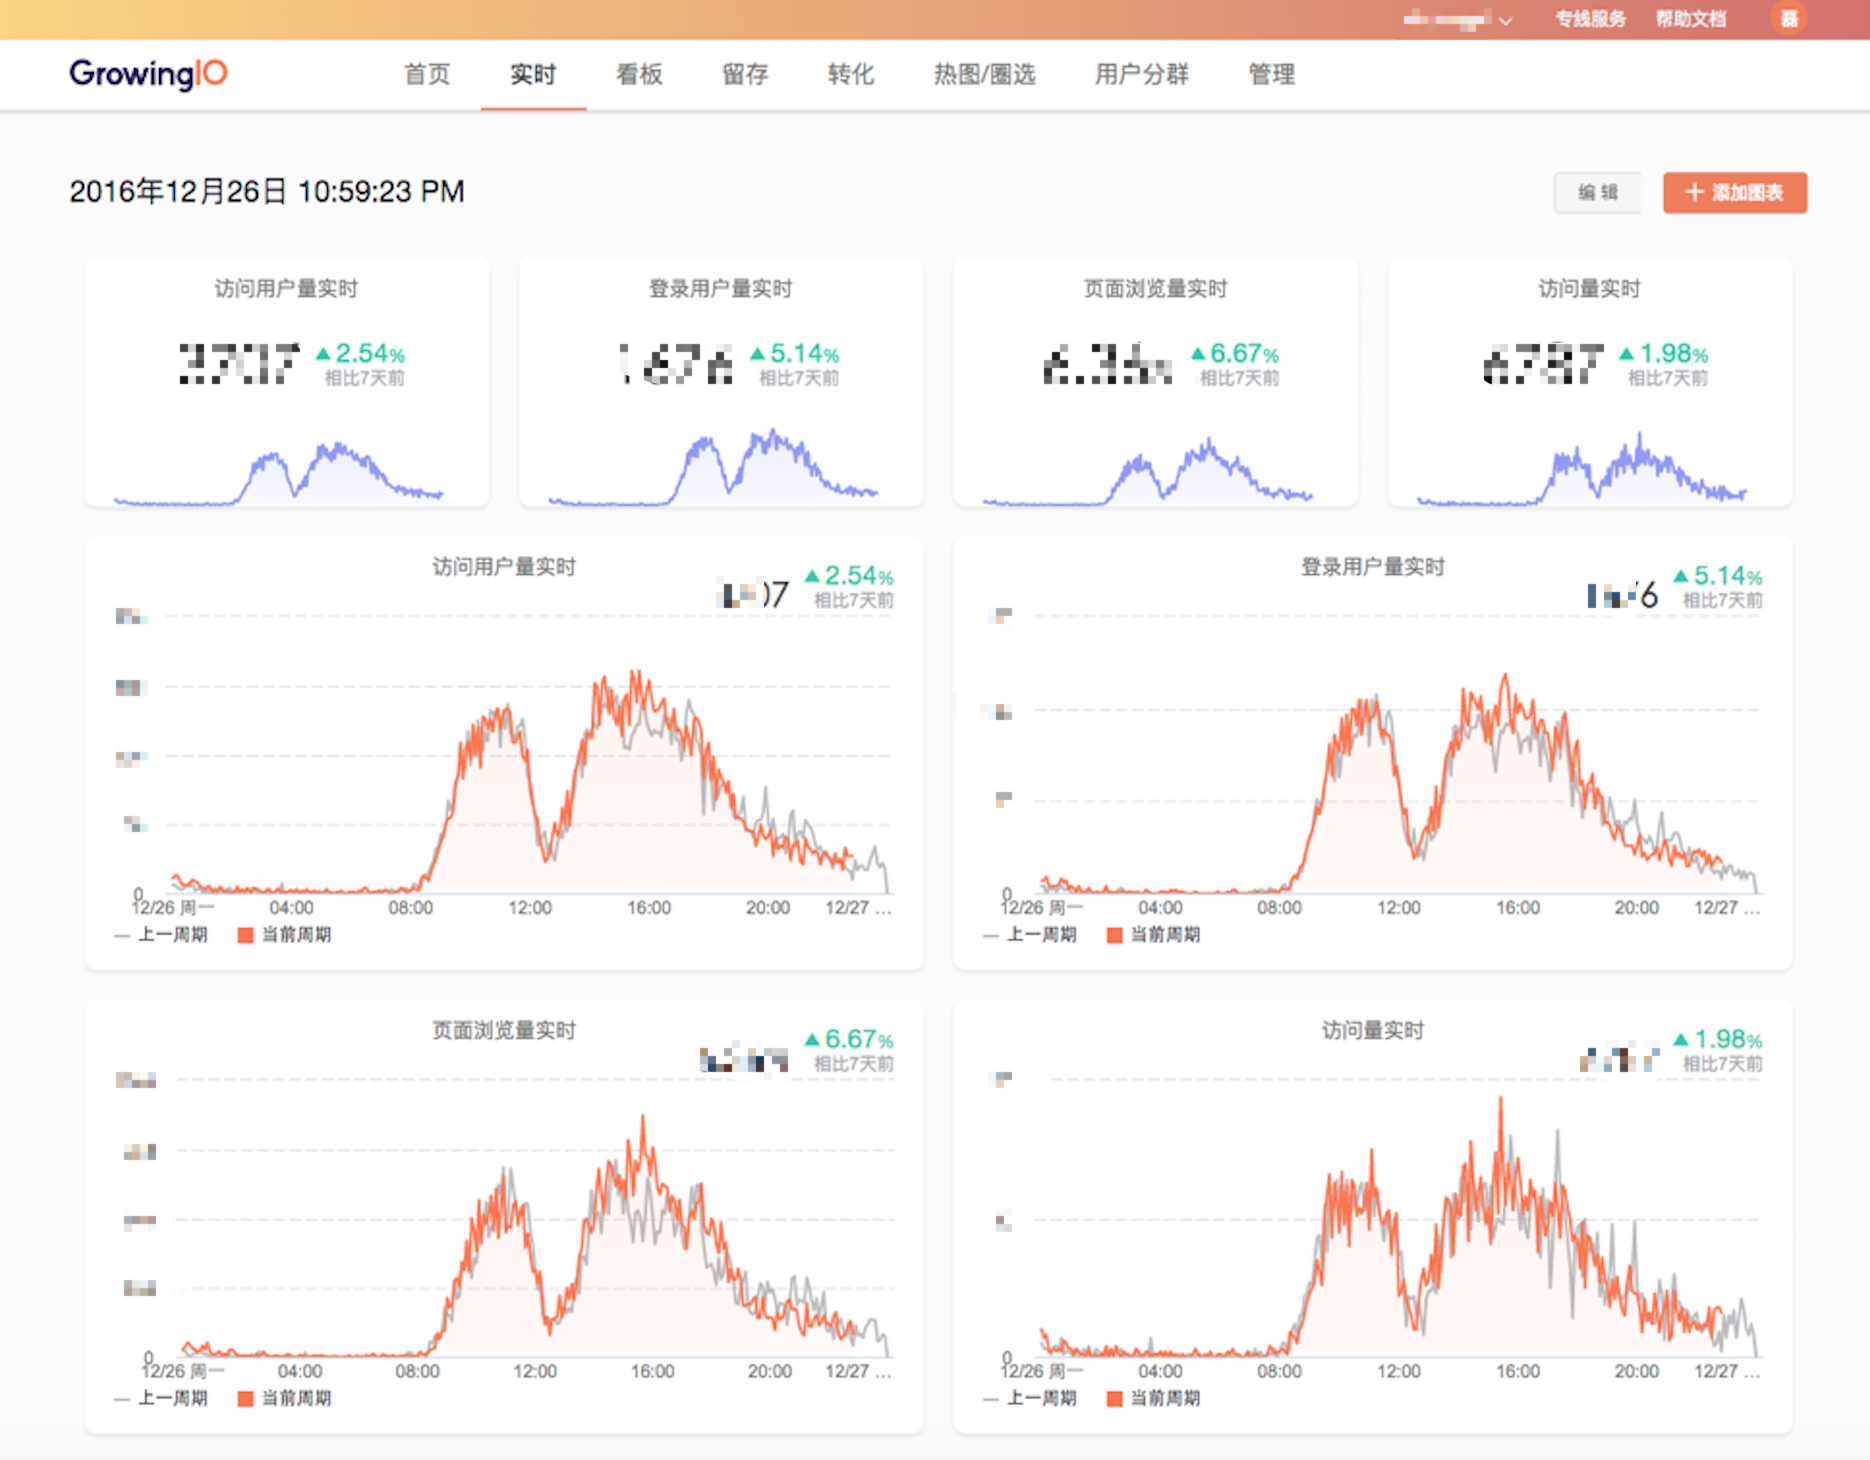 专线服务 帮助文档 磊
GrowingIO 首页 实时 看板 留存 转化 热图/圈选 用户分群 管理
2016年12月26日 10:59:23 PM 编辑 + 添加图表
访问用户量实时 登录用户量实时 页面浏览量实时 访问量实时
▲2.54% ▲5.14% ▲6.67% ▲1.98%
相比7天前 相比7天前 相比7天前 相比7天前
访问用户量实时 ▲2.54% 登录用户量实时 ▲5.14%
相比7天前 相比7天前
0 0
12/26 周一 04:00 08:00 12:00 16:00 20:00 12/27 ... 12/26 周一 04:00 08:00 12:00 16:00 20:00 12/27 ...
上一周期 当前周期 上一周期 当前周期
页面浏览量实时 ▲6.67% 访问量实时 ▲1.98%
相比7天前 相比7天前
0 0
12/26 周一 04:00 08:00 12:00 16:00 20:00 12/27 ... 12/26 周一 04:00 08:00 12:00 16:00 20:00 12/27 ...
上一周期 当前周期 上一周期 当前周期